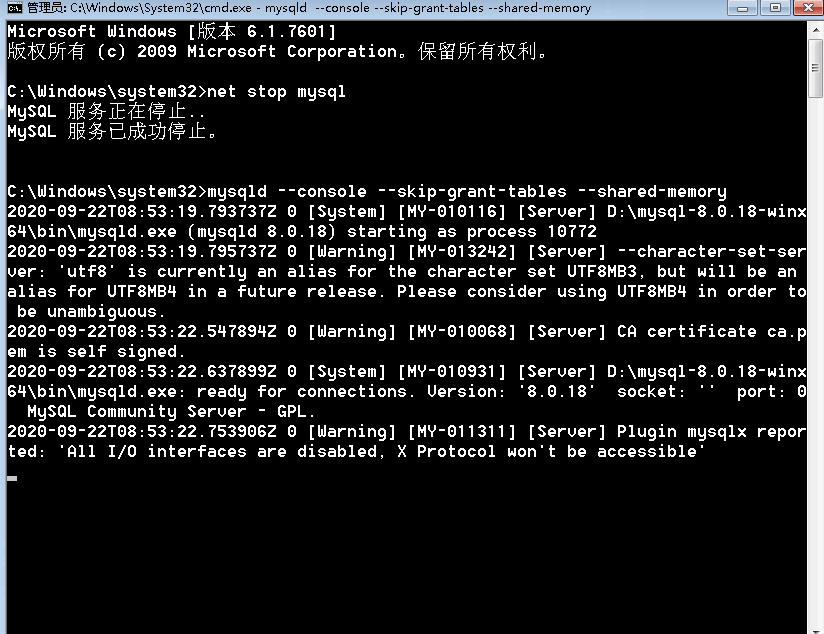 管理员: C:\Windows\System32\cmd.exe - mysqld --console --skip-grant-tables --shared-memory
Microsoft Windows [版本 6.1.7601]
版权所有 (c) 2009 Microsoft Corporation。保留所有权利。
C:\Windows\system32>net stop mysql
MySQL 服务正在停止..
MySQL 服务已成功停止。
C:\Windows\system32>mysqld --console --skip-grant-tables --shared-memory
2020-09-22T08:53:19.793737Z 0 [System] [MY-010116] [Server] D:\mysql-8.0.18-winx
64\bin\mysqld.exe (mysqld 8.0.18) starting as process 10772
2020-09-22T08:53:19.795737Z 0 [Warning] [MY-013242] [Server] --character-set-ser
ver: 'utf8' is currently an alias for the character set UTF8MB3, but will be an
alias for UTF8MB4 in a future release. Please consider using UTF8MB4 in order to
be unambiguous.
2020-09-22T08:53:22.547894Z 0 [Warning] [MY-010068] [Server] CA certificate ca.p
em is self signed.
2020-09-22T08:53:22.637899Z 0 [System] [MY-010931] [Server] D:\mysql-8.0.18-winx
64\bin\mysqld.exe: ready for connections. Version: '8.0.18'  socket: ''  port: 0
MySQL Community Server - GPL.
2020-09-22T08:53:22.753906Z 0 [Warning] [MY-011311] [Server] Plugin mysqlx repor
ted: 'All I/O interfaces are disabled, X Protocol won't be accessible'